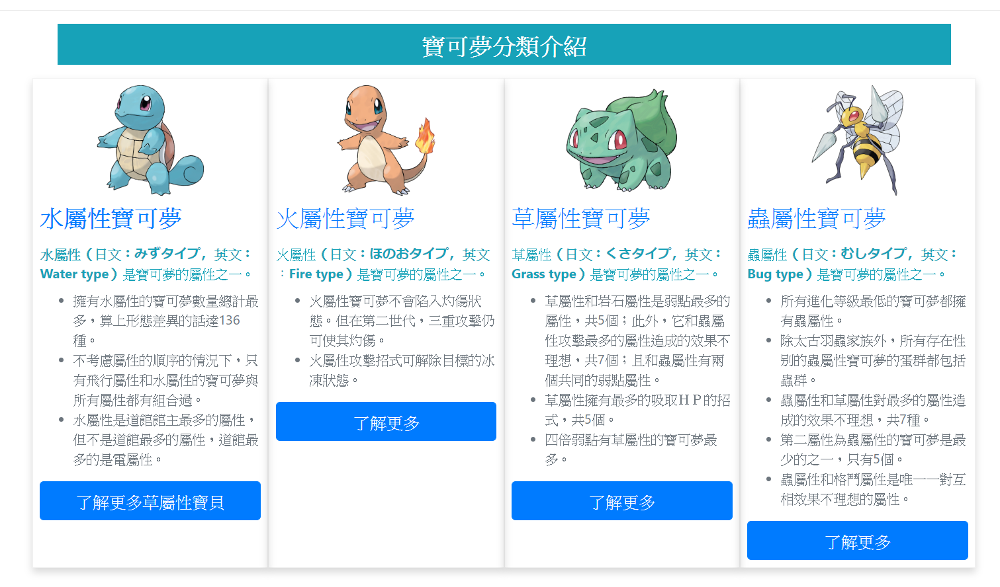 寶可夢分類介紹
水屬性寶可夢
水屬性（日文：みずタイプ，英文：
Water type）是寶可夢的屬性之一。
擁有水屬性的寶可夢數量總計最
多，算上形態差異的話達136
種。
不考慮屬性的順序的情況下，只
有飛行屬性和水屬性的寶可夢與
所有屬性都有組合過。
水屬性是道館館主最多的屬性，
但不是道館最多的屬性，道館最
多的是電屬性。
了解更多草屬性寶貝
火屬性寶可夢
火屬性（日文：ほのおタイプ，英文
：Fire type）是寶可夢的屬性之一。
火屬性寶可夢不會陷入灼傷狀
態。但在第二世代，三重攻擊仍
可使其灼傷。
火屬性攻擊招式可解除目標的冰
凍狀態。
了解更多
草屬性寶可夢
草屬性（日文：くさタイプ，英文：
Grass type）是寶可夢的屬性之一。
草屬性和岩石屬性是弱點最多的
屬性，共5個；此外，它和蟲屬
性攻擊最多的屬性造成的效果不
理想，共7個；且和蟲屬性有兩
個共同的弱點屬性。
草屬性擁有最多的吸取ＨＰ的招
式，共5個。
四倍弱點有草屬性的寶可夢最
多。
了解更多
蟲屬性寶可夢
蟲屬性（日文：むしタイプ，英文：
Bug type）是寶可夢的屬性之一。
所有進化等級最低的寶可夢都擁
有蟲屬性。
除太古羽蟲家族外，所有存在性
別的蟲屬性寶可夢的蛋群都包括
蟲群。
蟲屬性和草屬性對最多的屬性造
成的效果不理想，共7種。
第二屬性為蟲屬性的寶可夢是最
少的之一，只有5個。
蟲屬性和格鬥屬性是唯一一對互
相效果不理想的屬性。
了解更多